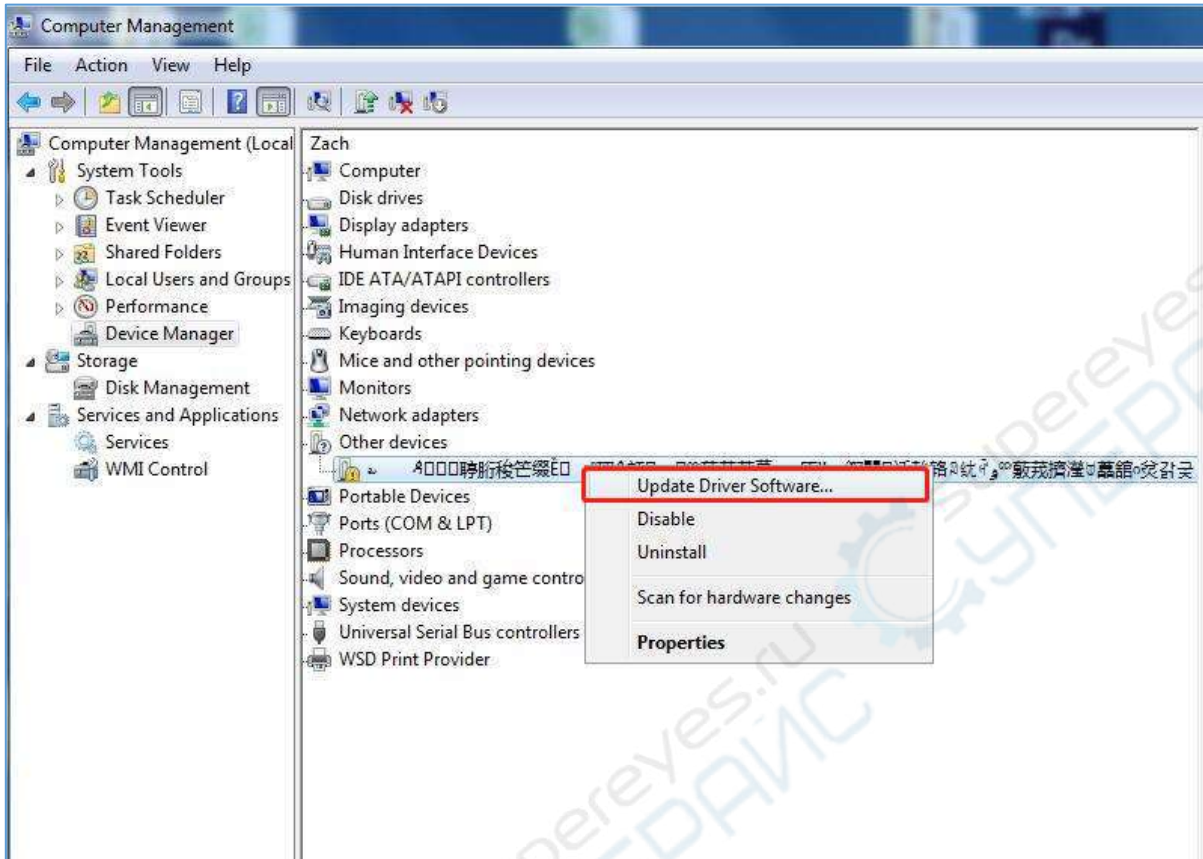 Computer Management
File Action View Help
Computer Management (Local
System Tools
Task Scheduler
Event Viewer
Shared Folders
Local Users and Groups
Performance
Device Manager
Storage
Disk Management
Services and Applications
Services
WMI Control
Zach
Computer
Disk drives
Display adapters
Human Interface Devices
IDE ATA/ATAPI controllers
Imaging devices
Keyboards
Mice and other pointing devices
Monitors
Network adapters
Other devices
Portable Devices
Ports (COM & LPT)
Processors
Sound, video and game contro
System devices
Universal Serial Bus controllers
WSD Print Provider
Update Driver Software...
Disable
Uninstall
Scan for hardware changes
Properties
supereyes.ru
СУПЕРАЙС